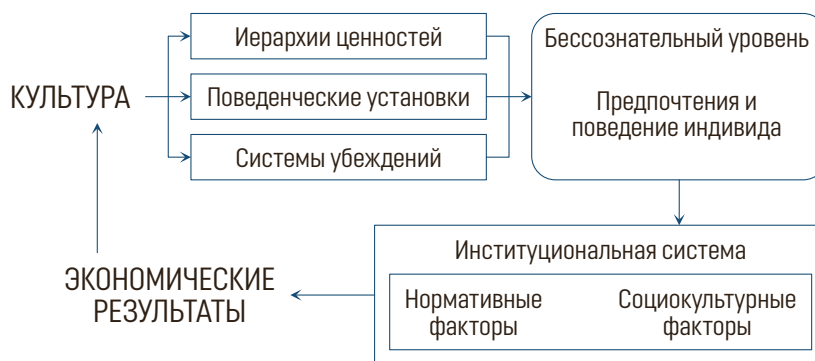 Иерархии ценностей
Бессознательный уровень
КУЛЬТУРА
Поведенческие установки
Предпочтения и
поведение индивида
Системы убеждений
Институциональная система
ЭКОНОМИЧЕСКИЕ
РЕЗУЛЬТАТЫ
Нормативные
факторы
Социокультурные
факторы